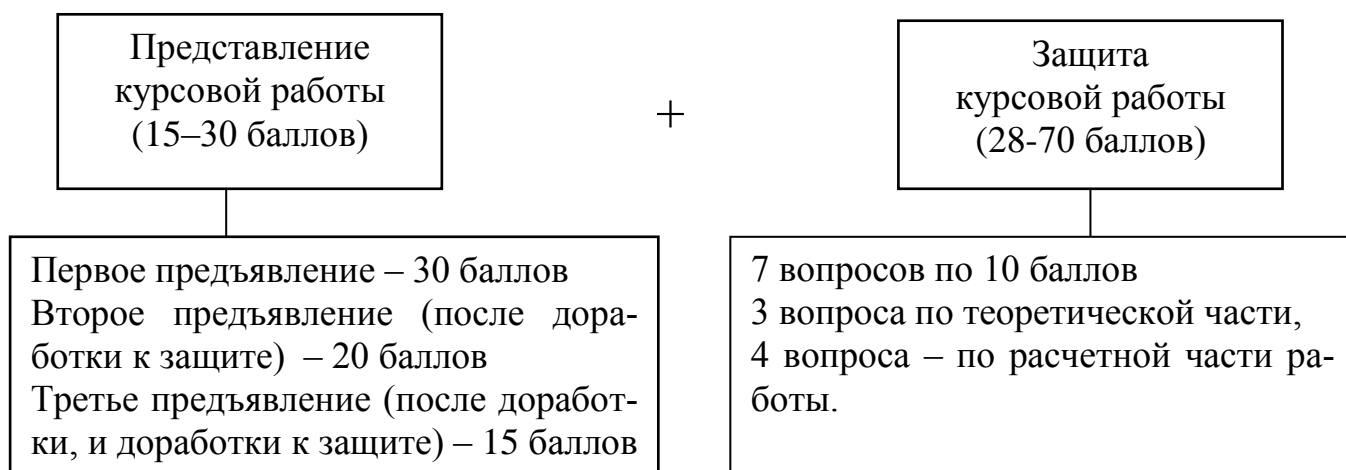 Представление
курсовой работы
(15–30 баллов)
+
Защита
курсовой работы
(28-70 баллов)
Первое предъявление – 30 баллов
Второе предъявление (после дора-
ботки к защите) – 20 баллов
Третье предъявление (после доработ-
ки, и доработки к защите) – 15 баллов
7 вопросов по 10 баллов
3 вопроса по теоретической части,
4 вопроса – по расчетной части ра-
боты.